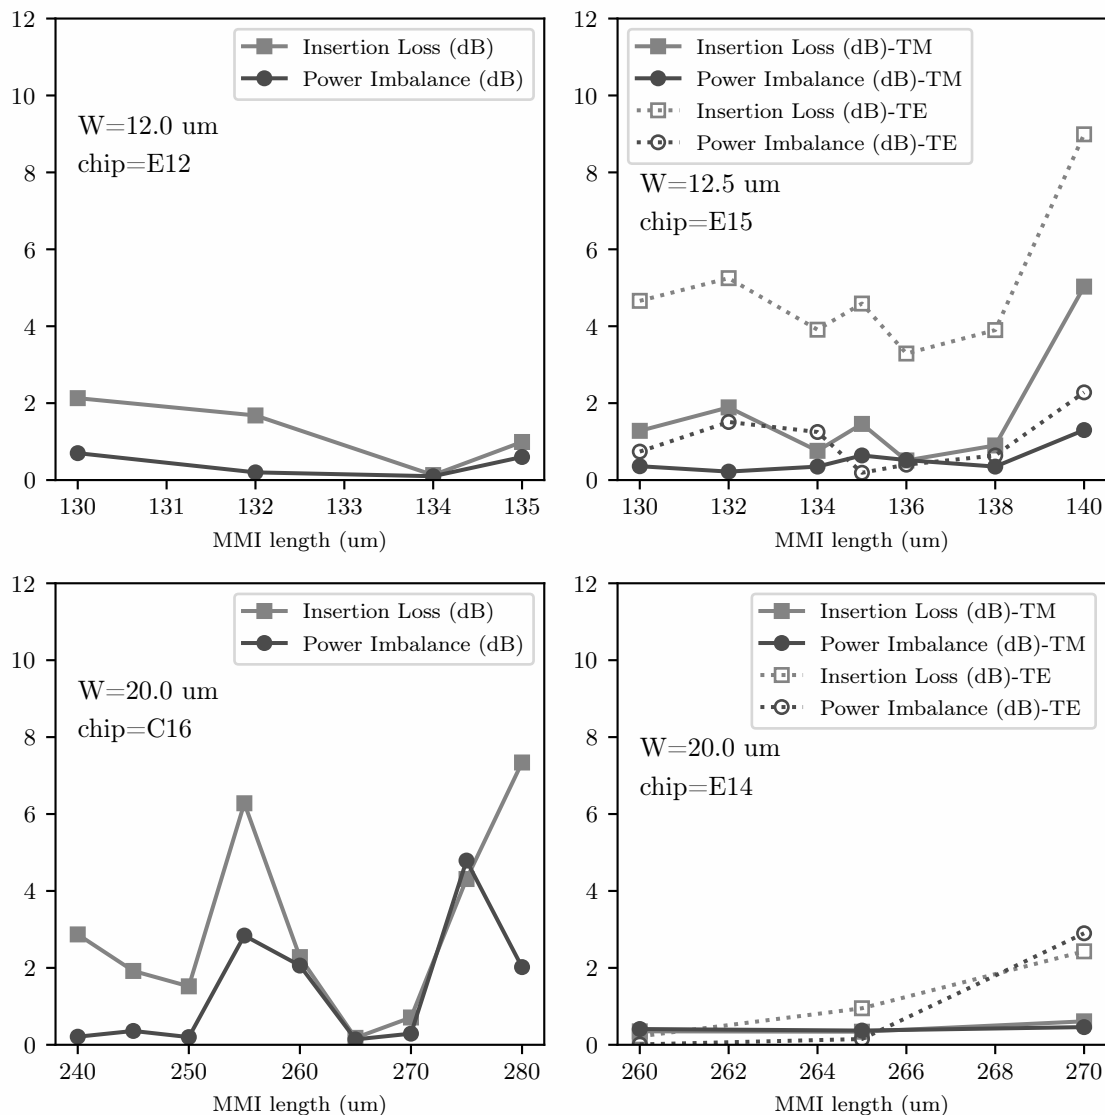 12
10
8
6
4
2
0
Insertion Loss (dB)
Power Imbalance (dB)
W=12.0 um
chip=E12
130 131 132 133 134 135
MMI length (um)
12
10
8
6
4
2
0
Insertion Loss (dB)-TM
Power Imbalance (dB)-TM
Insertion Loss (dB)-TE
Power Imbalance (dB)-TE
W=12.5 um
chip=E15
130 132 134 136 138 140
MMI length (um)
12
10
8
6
4
2
0
Insertion Loss (dB)
Power Imbalance (dB)
W=20.0 um
chip=C16
240 250 260 270 280
MMI length (um)
12
10
8
6
4
2
0
Insertion Loss (dB)-TM
Power Imbalance (dB)-TM
Insertion Loss (dB)-TE
Power Imbalance (dB)-TE
W=20.0 um
chip=E14
260 262 264 266 268 270
MMI length (um)